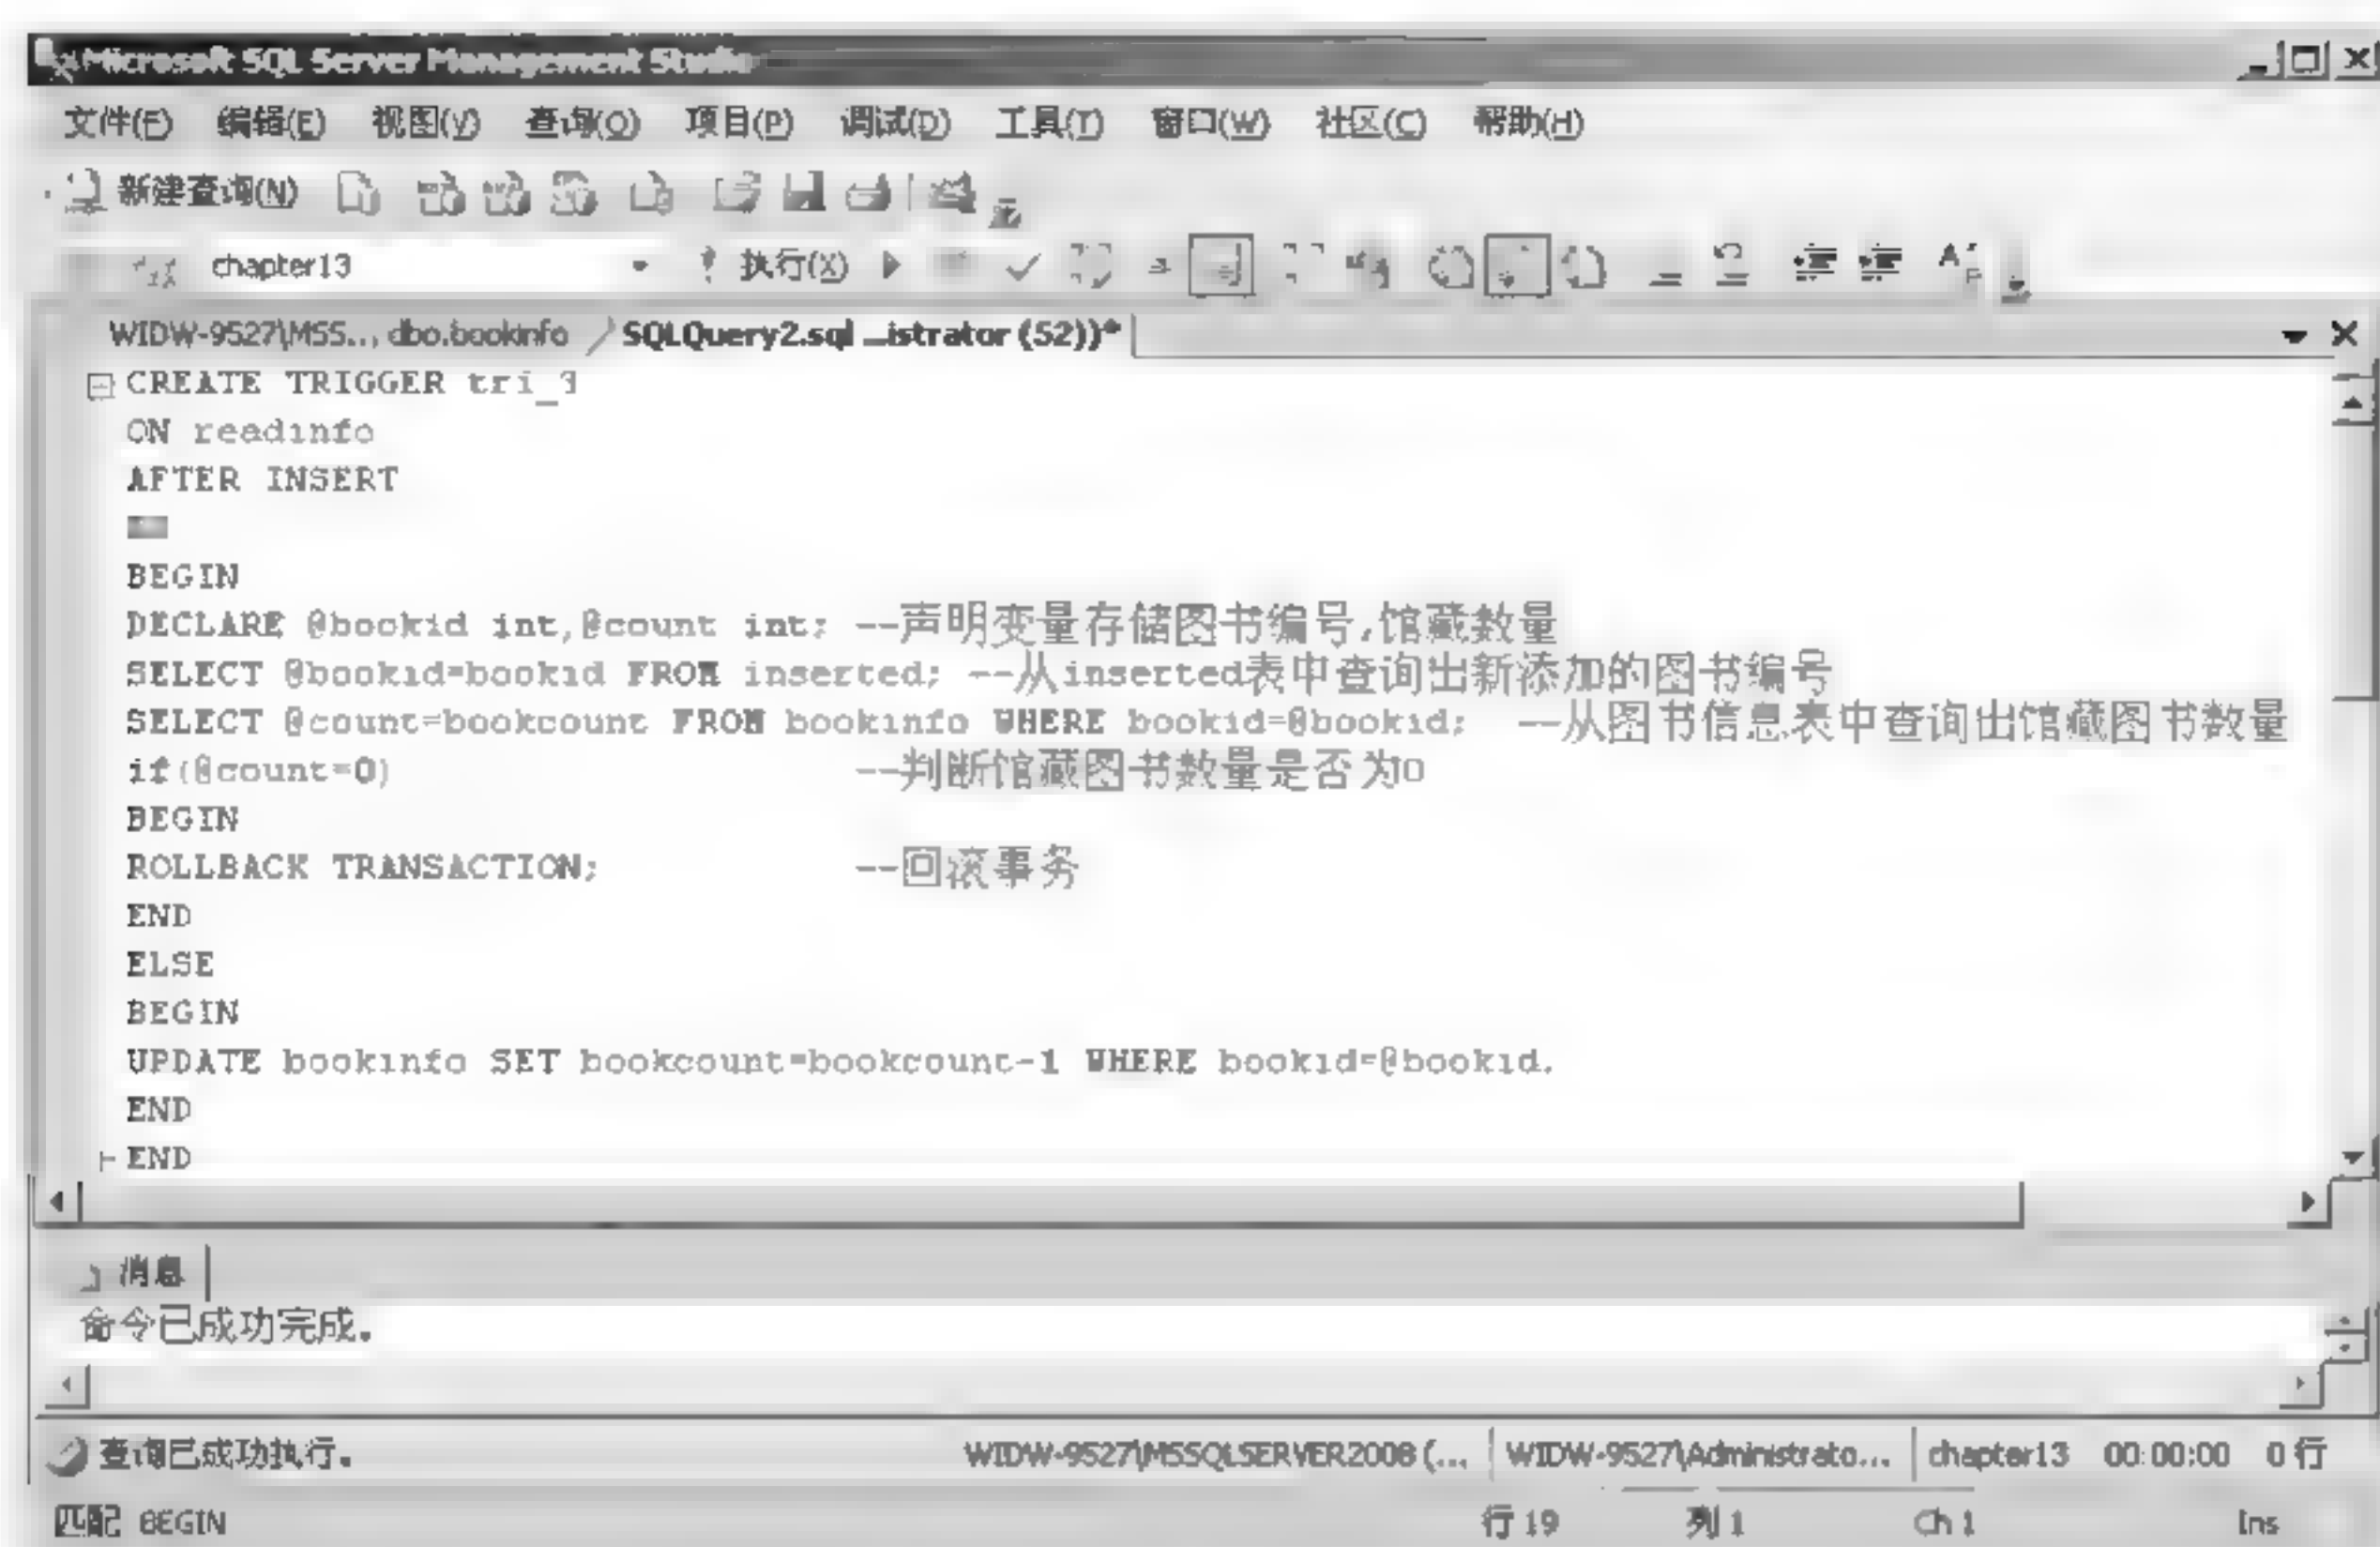 Microsoft SQL Server Management Studio
文件(F) 编辑(E) 视图(V) 查询(Q) 项目(P) 调试(D) 工具(T) 窗口(W) 社区(C) 帮助(H)
新建查询(N)
chapter13 执行(X)
WIDW-9527\MSS... dbo.bookinfo SQLQuery2.sql ...istrator (52))*
CREATE TRIGGER tri_3
ON readinfo
AFTER INSERT
BEGIN
DECLARE @bookid int,@count int; --声明变量存储图书编号,馆藏数量
SELECT @bookid=bookid FROM inserted; --从inserted表中查询出新添加的图书编号
SELECT @count=bookcount FROM bookinfo WHERE bookid=@bookid; --从图书信息表中查询出馆藏图书数量
if(@count=0) --判断馆藏图书数量是否为0
BEGIN
ROLLBACK TRANSACTION; --回滚事务
END
ELSE
BEGIN
UPDATE bookinfo SET bookcount=bookcount-1 WHERE bookid=@bookid;
END
END
消息
命令已成功完成。
查询已成功执行。 WIDW-9527\MSSQLSERVER2008 (... WIDW-9527\Administrato... chapter13 00:00:00 0 行
匹配 BEGIN 行 19 列 1 Ch 1 Ins